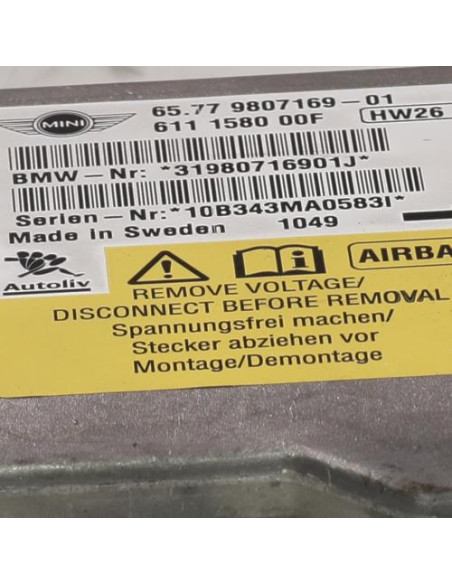 MINI
65.77 9807169-01
611 1580 00F
HW26
BMW-Nr: *31980716901J*
Serien-Nr:*10B343MA0583I*
Made in Sweden 1049
Autoliv
AIRBA
REMOVE VOLTAGE/
DISCONNECT BEFORE REMOVAL
Spannungsfrei machen/
Stecker abziehen vor
Montage/Demontage